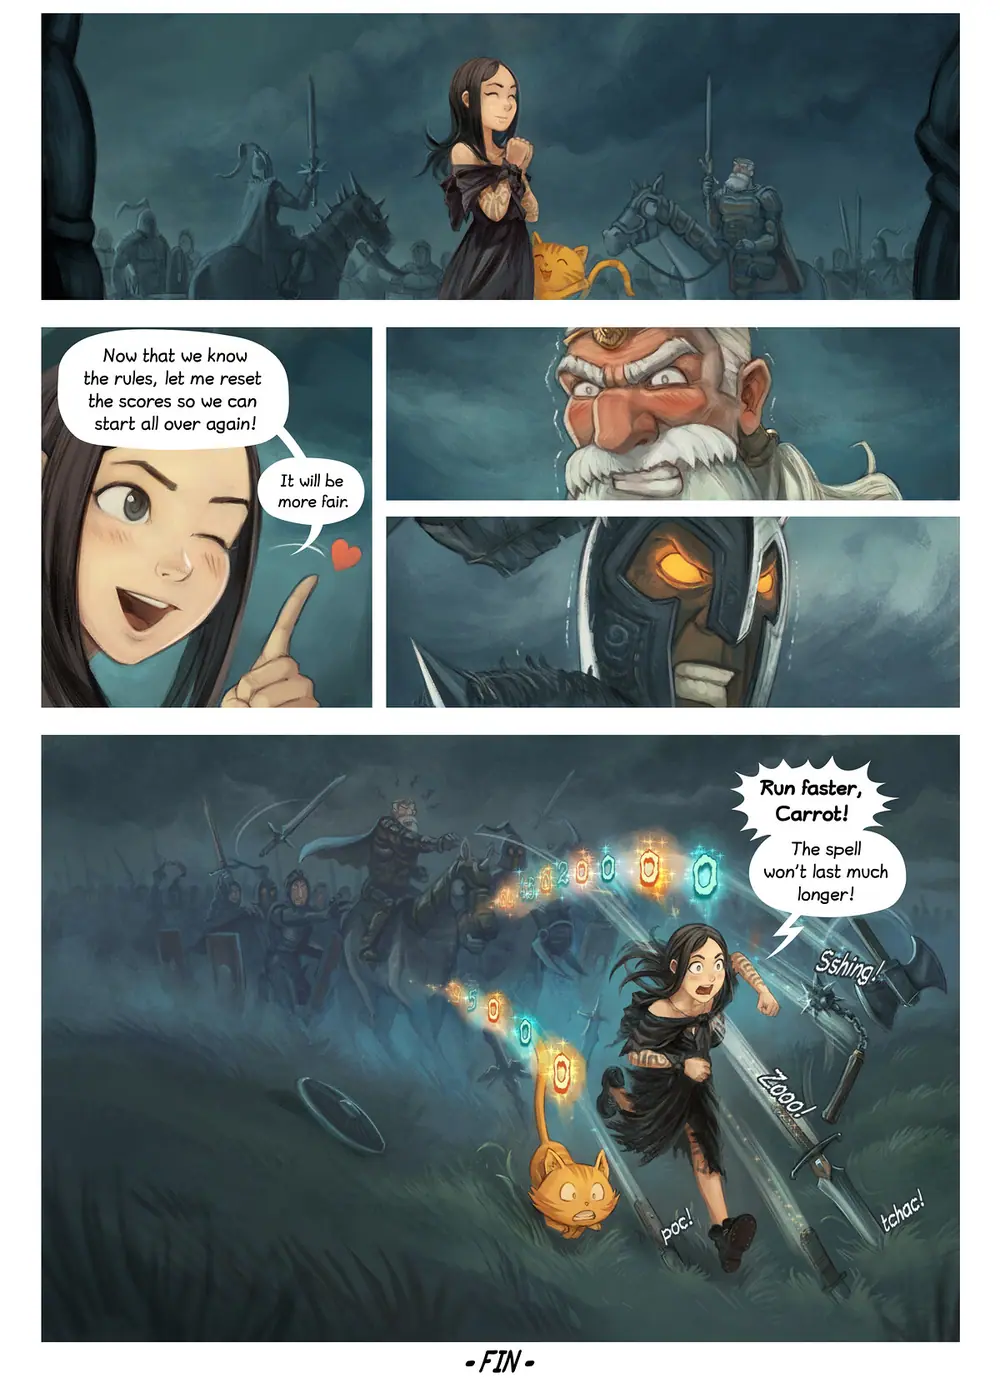 Now that we know
the rules, let me reset
the scores so we can
start all over again!
It will be
more fair.
Run faster,
Carrot!
The spell
won't last much
longer!
Sshing!
Zooo!
tchac!
poc!
- FIN -